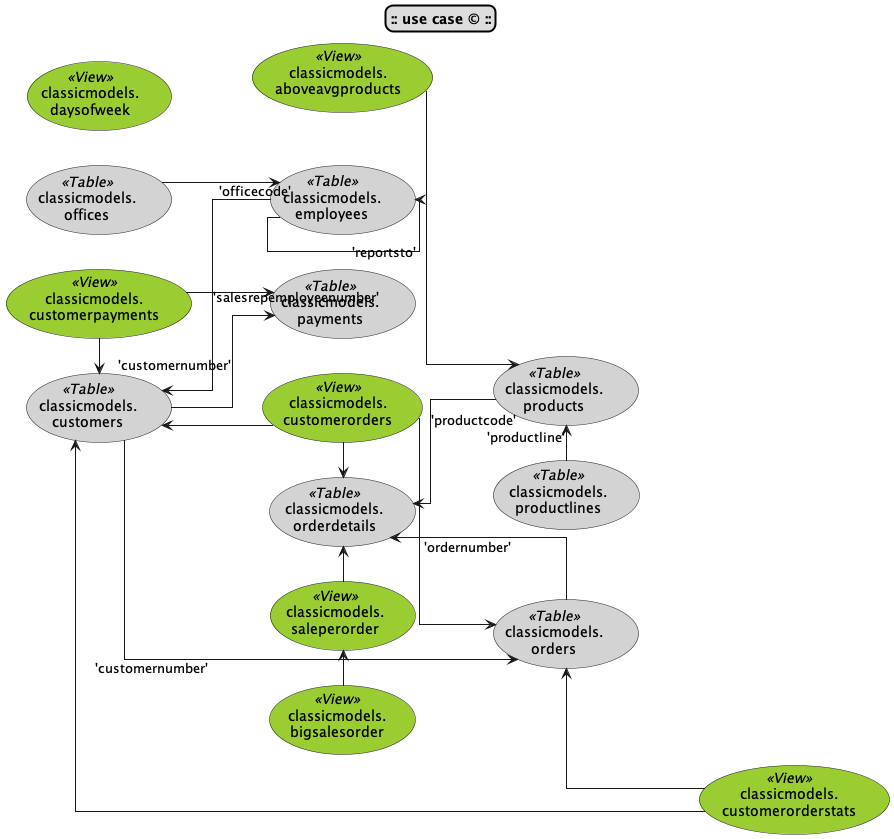 :: use case © ::
«View»
classicmodels.
aboveavgproducts
«View»
classicmodels.
daysofweek
«Table»
classicmodels.
offices
'officecode'
«Table»
classicmodels.
employees
'reportsto'
«View»
classicmodels.
customerpayments
'salesrepemployeenumber'
«Table»
classicmodels.
payments
'customernumber'
«Table»
classicmodels.
customers
«View»
classicmodels.
customerorders
«Table»
classicmodels.
products
'productcode'
'productline'
«Table»
classicmodels.
orderdetails
«Table»
classicmodels.
productlines
'ordernumber'
«View»
classicmodels.
saleperorder
«Table»
classicmodels.
orders
'customernumber'
«View»
classicmodels.
bigsalesorder
«View»
classicmodels.
customerorderstats